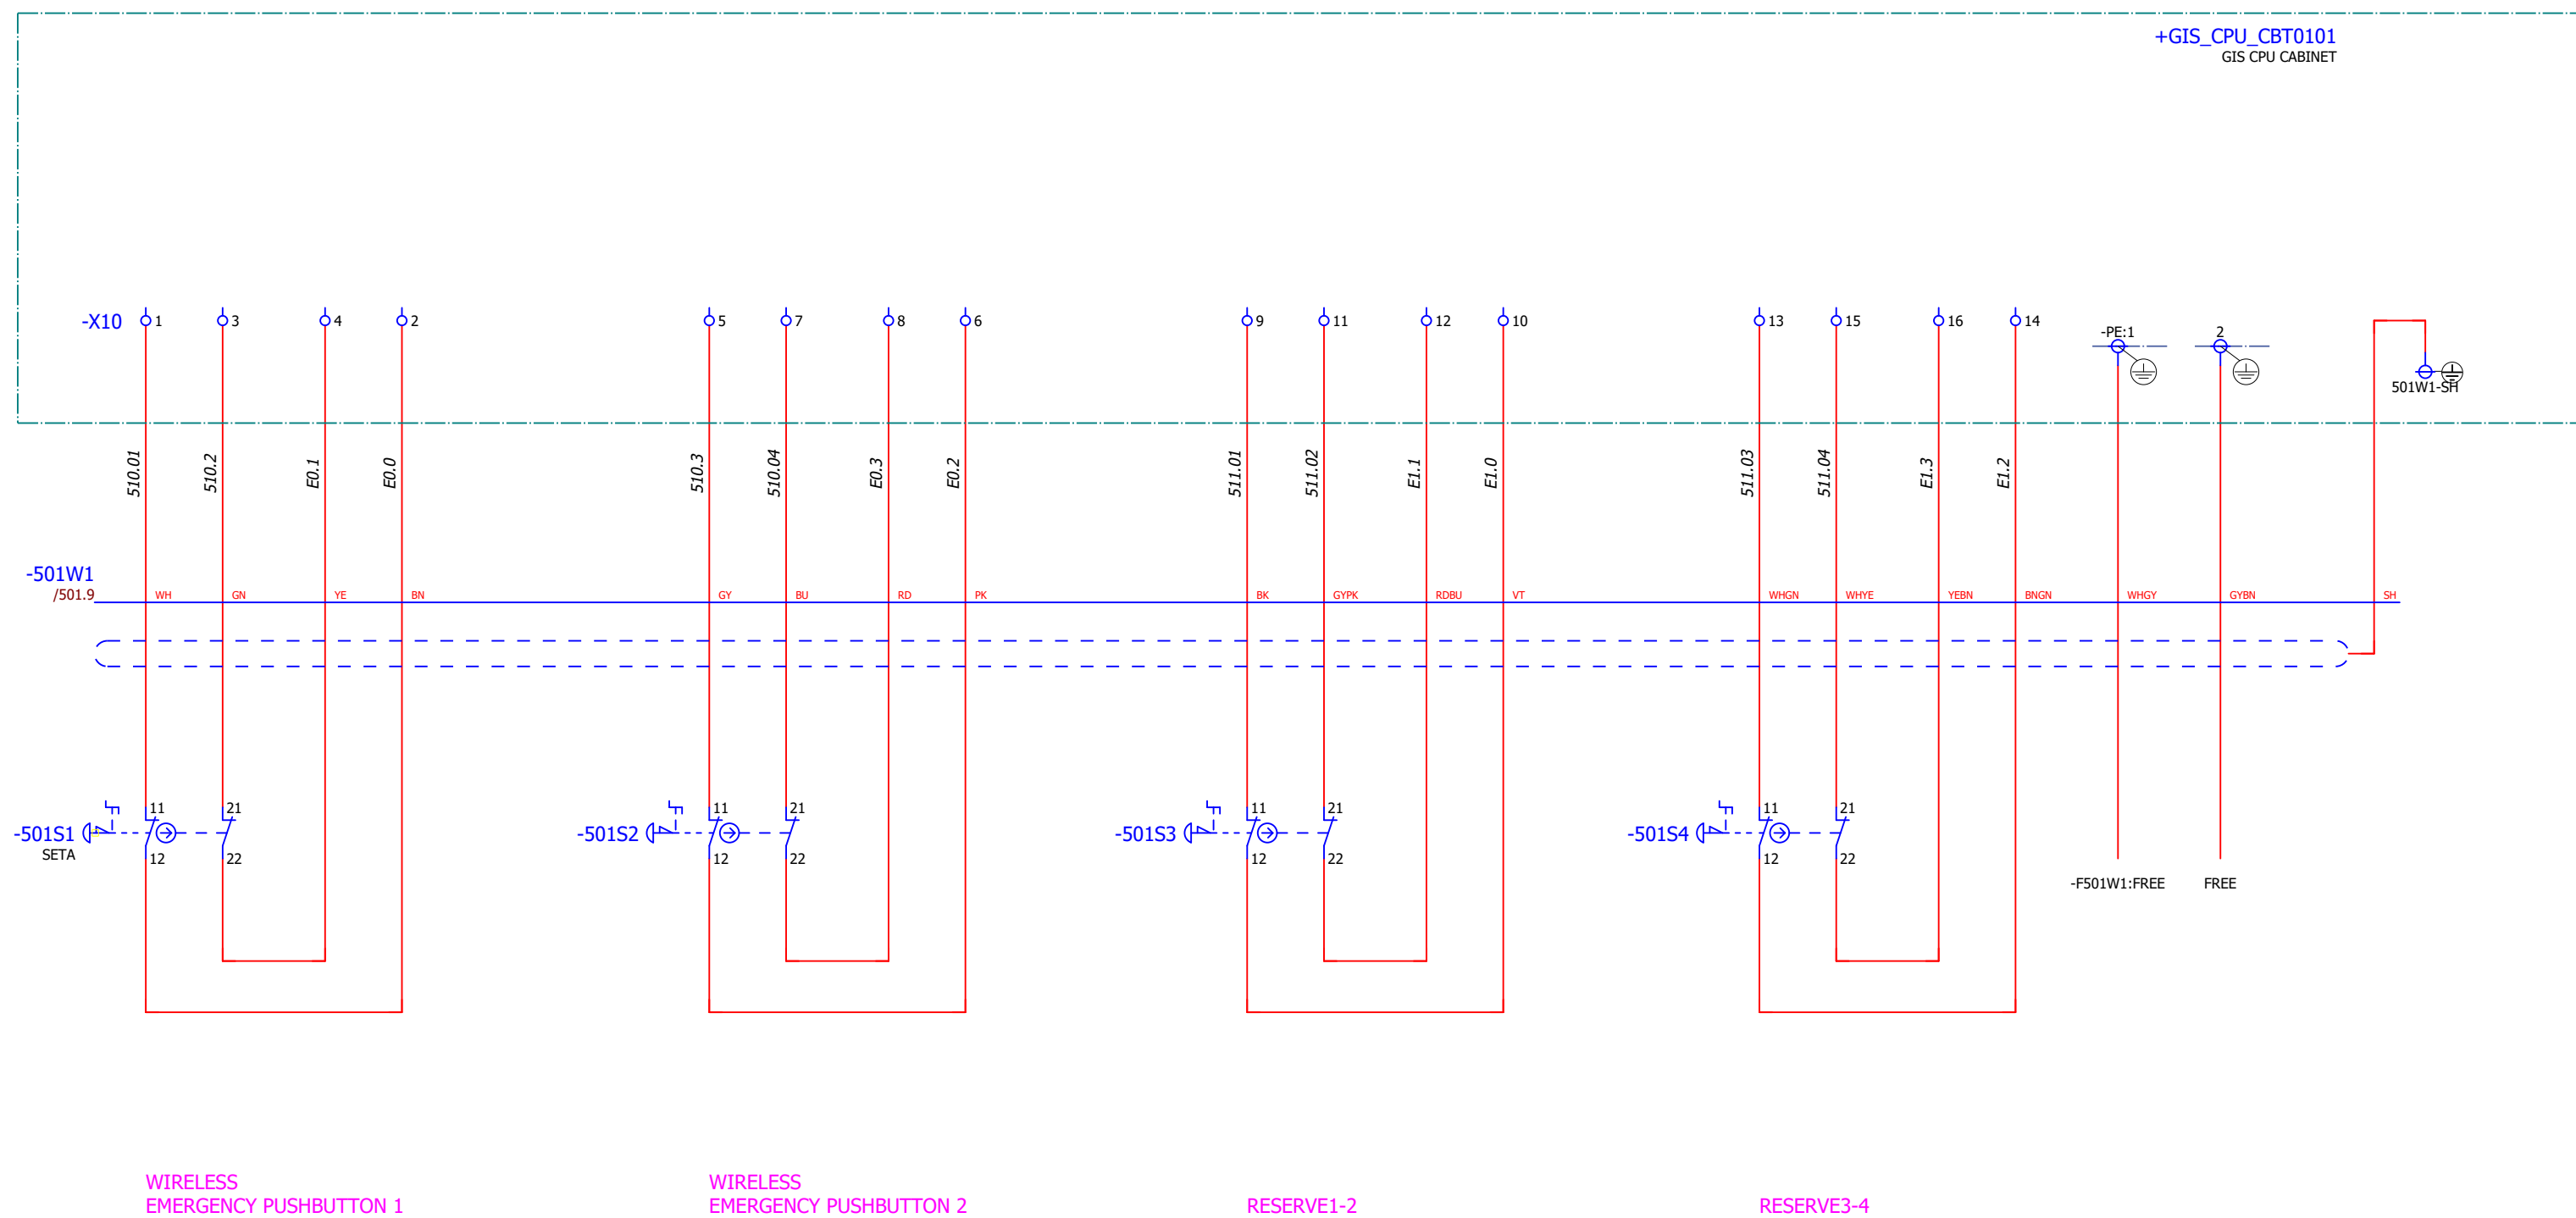 +GIS_CPU_CBT0101
GIS CPU CABINET
-X10 1 3 4 2 5 7 8 6 9 11 12 10 13 15 16 14
-PE:1 2
501W1-SH
510.01 510.2 E0.1 E0.0 510.3 510.04 E0.3 E0.2 511.01 511.02 E1.1 E1.0 511.03 511.04 E1.3 E1.2
-501W1
/501.9 WH GN YE BN GY BU RD PK BK GYPK RDBU VT WHGN WHYE YEBN BNGN WHGY GYBN SH
11 21 11 21 11 21 11 21
-501S1 -501S2 -501S3 -501S4
SETA 12 22 12 22 12 22 12 22
-F501W1:FREE FREE
WIRELESS
EMERGENCY PUSHBUTTON 1
WIRELESS
EMERGENCY PUSHBUTTON 2
RESERVE1-2
RESERVE3-4